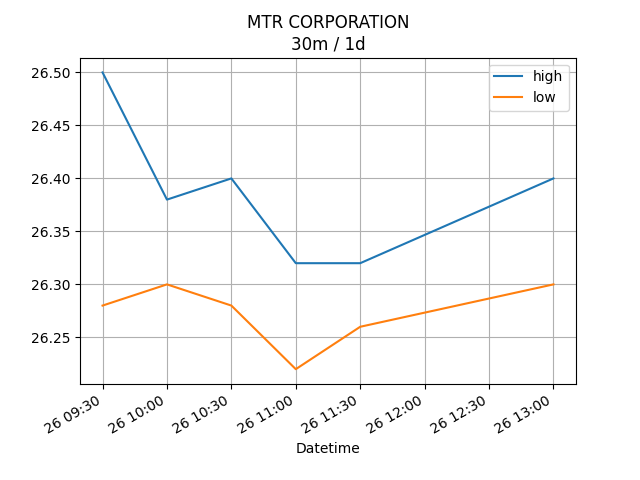 MTR CORPORATION
30m / 1d
high
low
26.50
26.45
26.40
26.35
26.30
26.25
26 09:30
26 10:00
26 10:30
26 11:00
26 11:30
26 12:00
26 12:30
26 13:00
Datetime